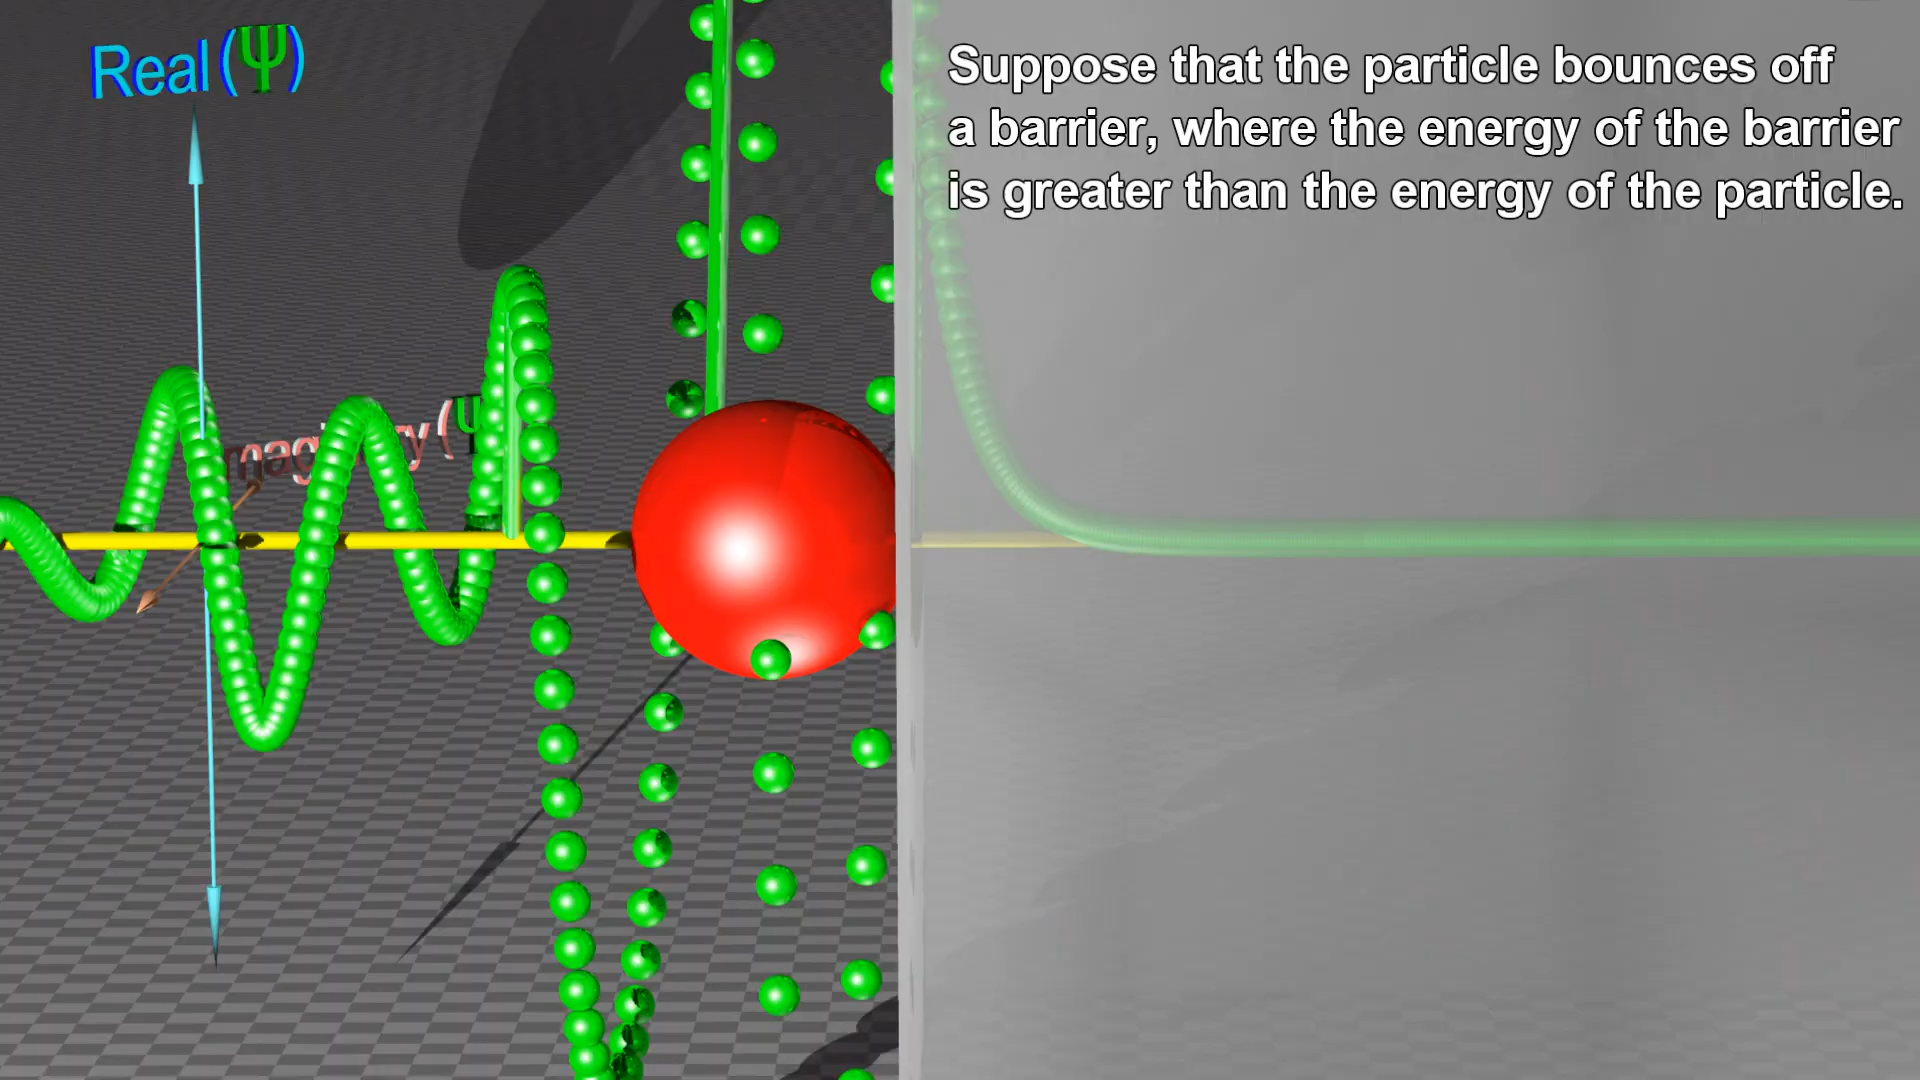 Real(Ψ)
Suppose that the particle bounces off
a barrier, where the energy of the barrier
is greater than the energy of the particle.